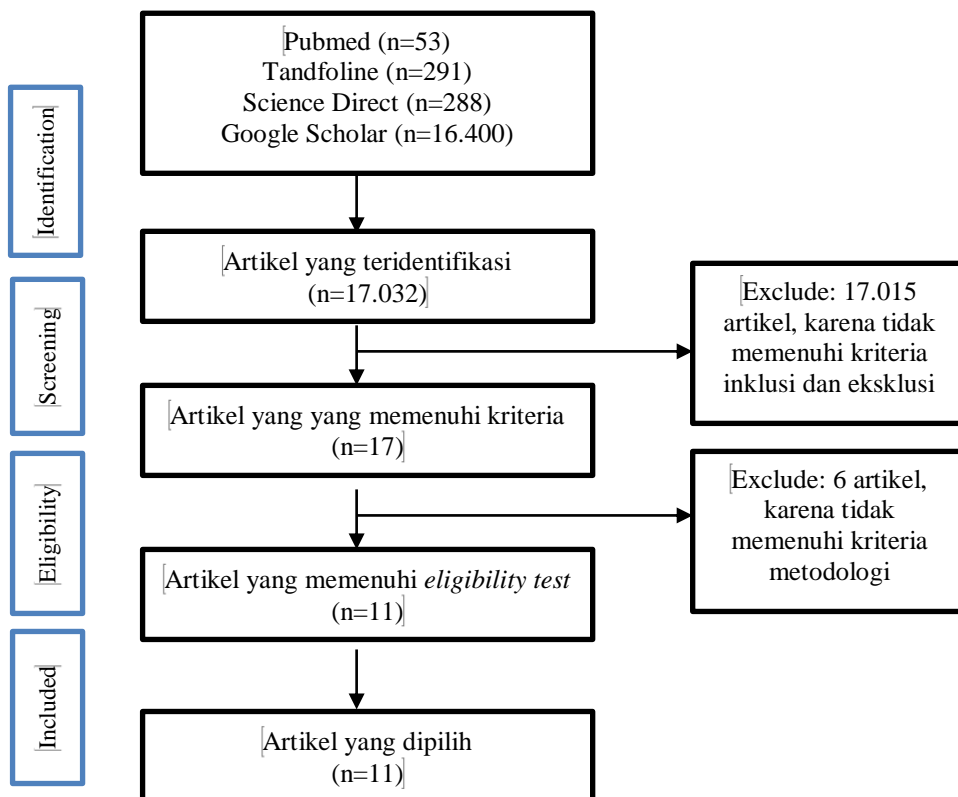 Pubmed (n=53)
Tandfoline (n=291)
Science Direct (n=288)
Google Scholar (n=16.400)
Identification
Artikel yang teridentifikasi
(n=17.032)
Exclude: 17.015
artikel, karena tidak
memenuhi kriteria
inklusi dan eksklusi
Screening
Artikel yang yang memenuhi kriteria
(n=17)
Exclude: 6 artikel,
karena tidak
memenuhi kriteria
metodologi
Eligibility
Artikel yang memenuhi eligibility test
(n=11)
Included
Artikel yang dipilih
(n=11)